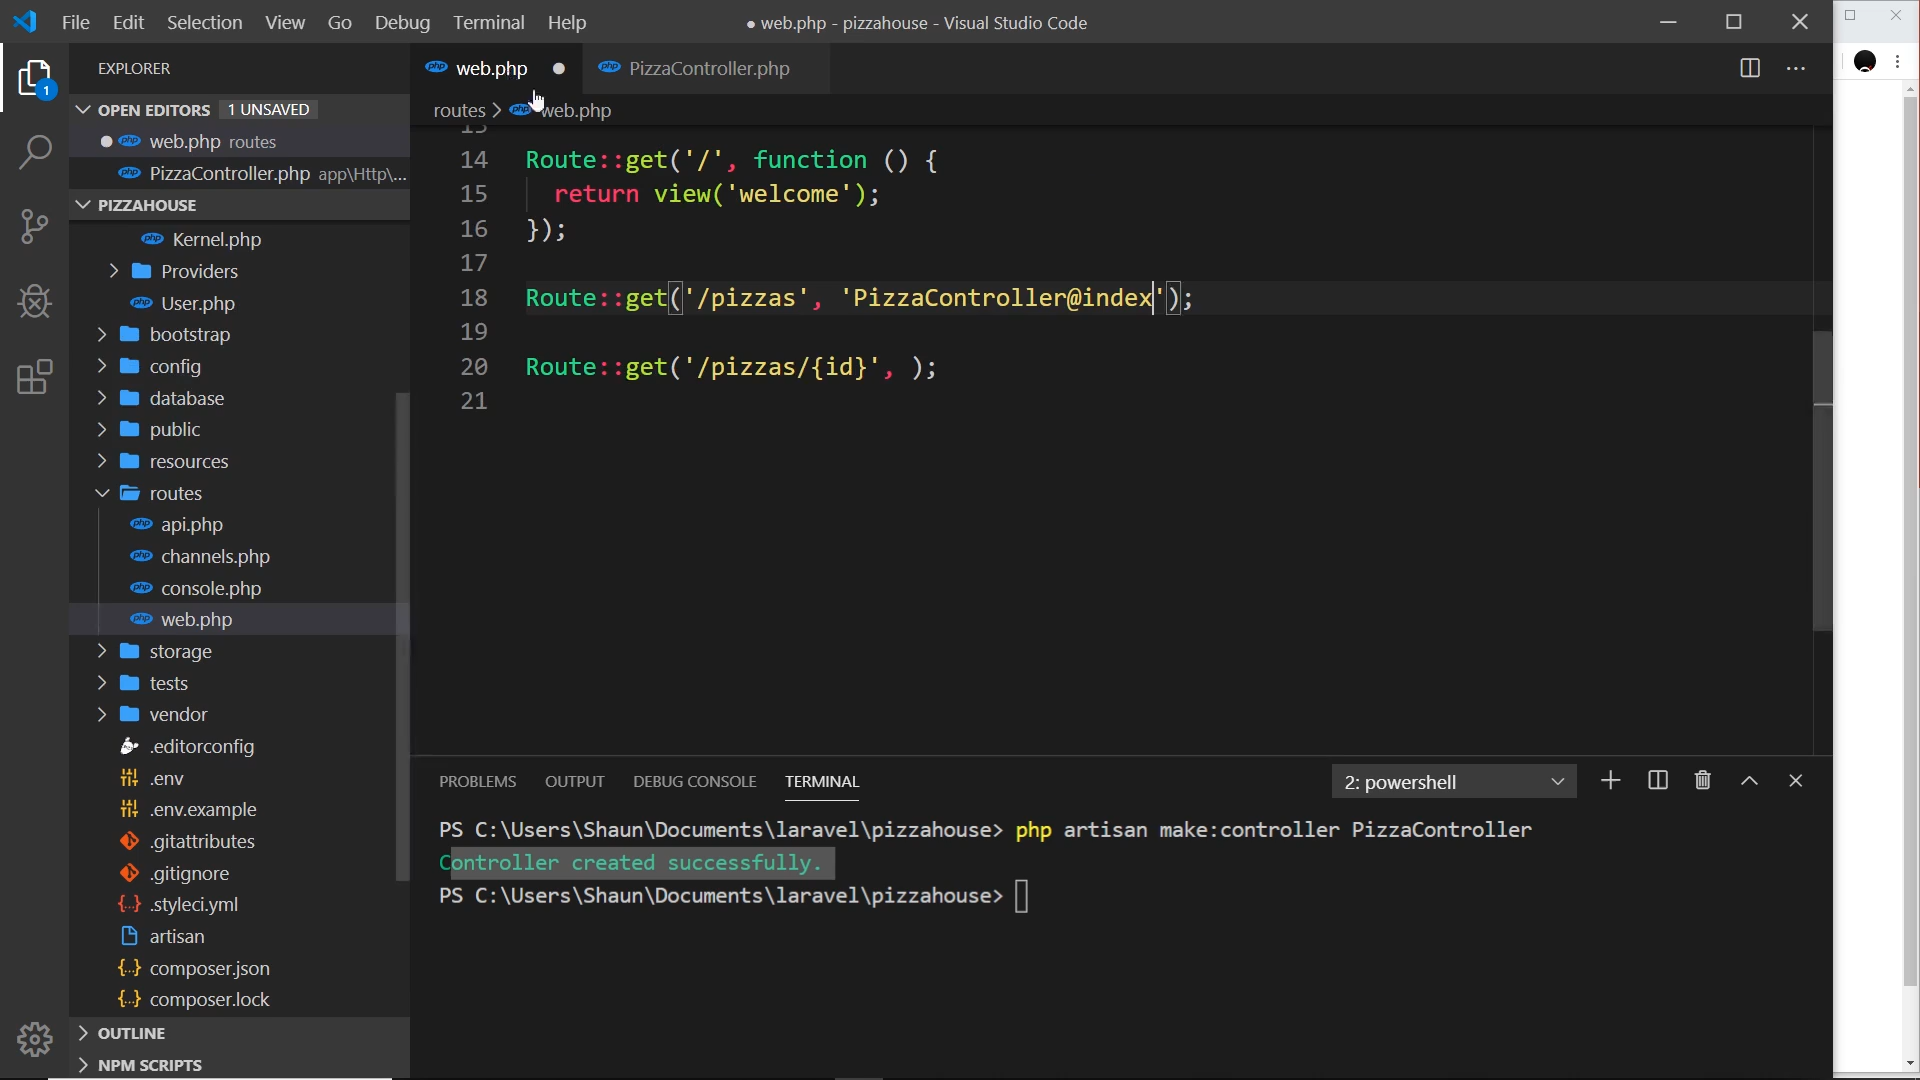 File Edit Selection View Go Debug Terminal Help
● web.php - pizzahouse - Visual Studio Code
EXPLORER
OPEN EDITORS 1 UNSAVED
web.php routes
PizzaController.php app\Http\...
PIZZAHOUSE
Kernel.php
Providers
User.php
bootstrap
config
database
public
resources
routes
api.php
channels.php
console.php
web.php
storage
tests
vendor
.editorconfig
.env
.env.example
.gitattributes
.gitignore
.styleci.yml
artisan
composer.json
composer.lock
OUTLINE
NPM SCRIPTS
1
web.php PizzaController.php
routes > web.php
13
14 Route::get('/', function () {
15 return view('welcome');
16 });
17
18 Route::get('/pizzas', 'PizzaController@index');
19
20 Route::get('/pizzas/{id}', );
21
PROBLEMS OUTPUT DEBUG CONSOLE TERMINAL 2: powershell
PS C:\Users\Shaun\Documents\laravel\pizzahouse> php artisan make:controller PizzaController
Controller created successfully.
PS C:\Users\Shaun\Documents\laravel\pizzahouse>